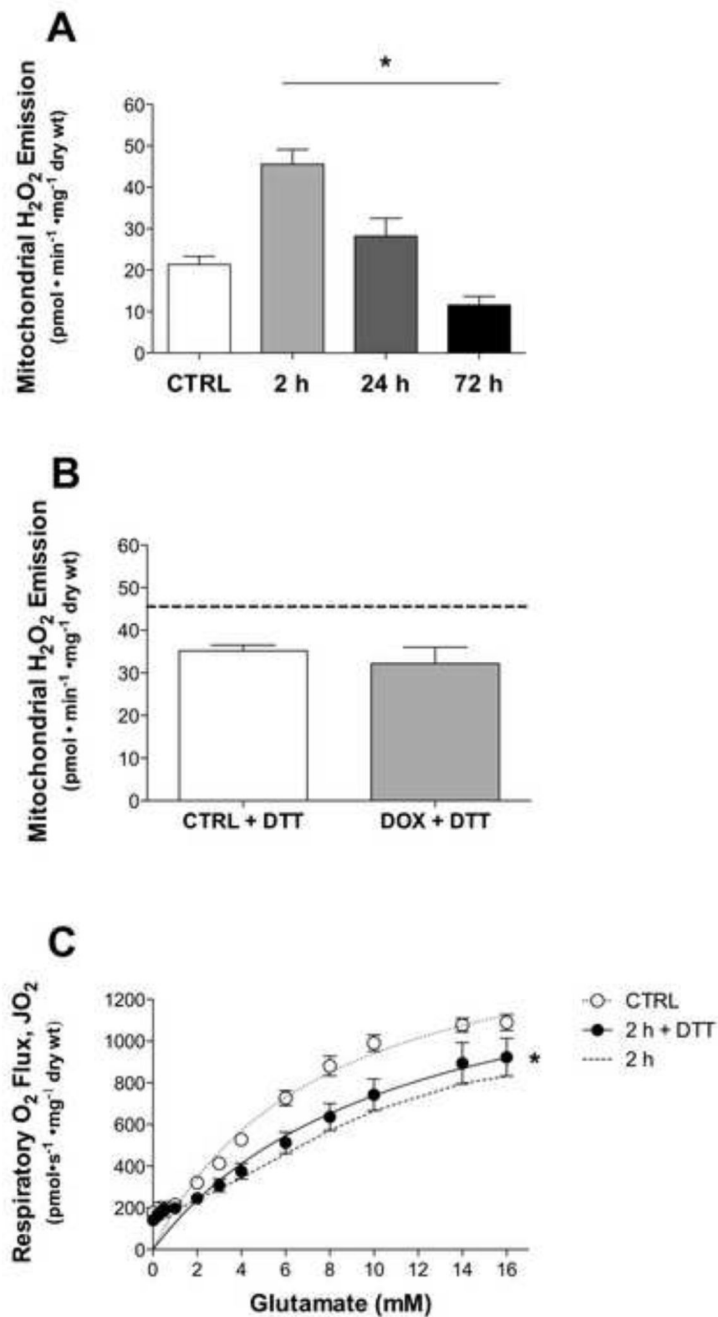 A
*
Mitochondrial H₂O₂ Emission
(pmol • min⁻¹ •mg⁻¹ dry wt)
60
50
40
30
20
10
0
CTRL 2 h 24 h 72 h
B
Mitochondrial H₂O₂ Emission
(pmol • min⁻¹ •mg⁻¹ dry wt)
60
50
40
30
20
10
0
CTRL + DTT DOX + DTT
C
Respiratory O₂ Flux, JO₂
(pmol•s⁻¹ •mg⁻¹ dry wt)
1200
1000
800
600
400
200
0
0 2 4 6 8 10 12 14 16
Glutamate (mM)
CTRL
2 h + DTT
2 h
*